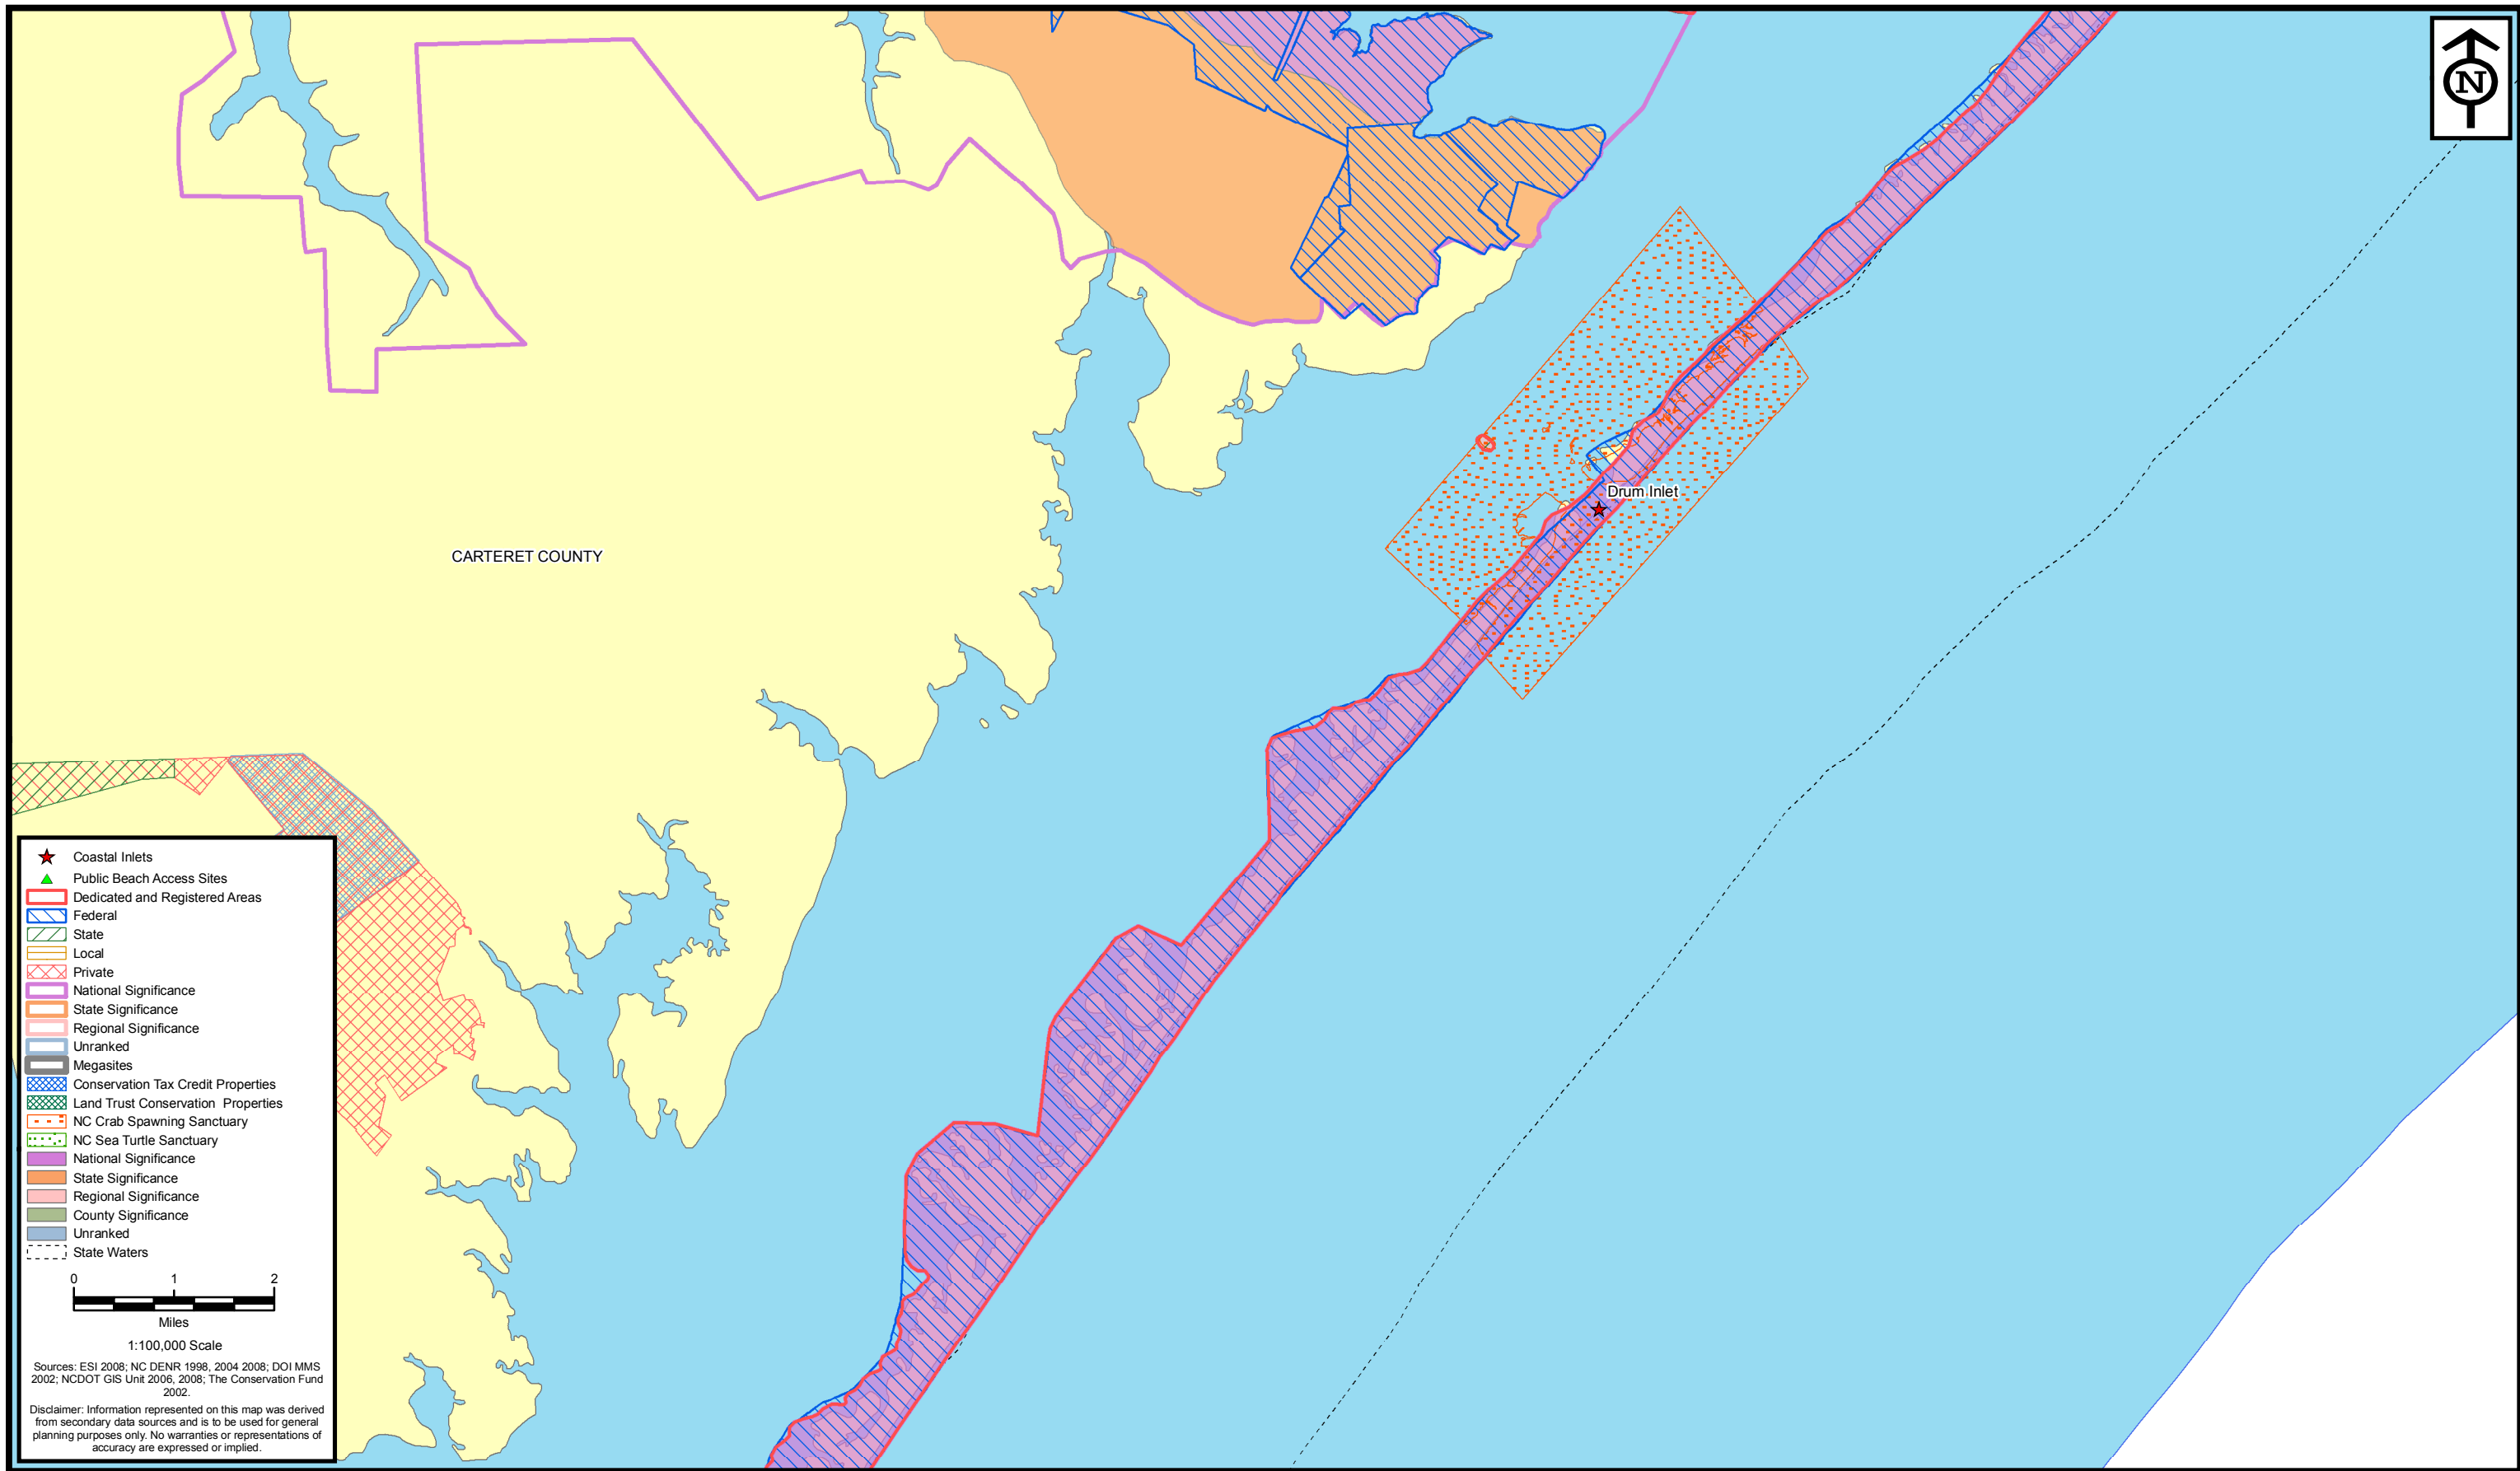 N
Drum Inlet
CARTERET COUNTY
Coastal Inlets
Public Beach Access Sites
Dedicated and Registered Areas
Federal
State
Local
Private
National Significance
State Significance
Regional Significance
Unranked
Megasites
Conservation Tax Credit Properties
Land Trust Conservation Properties
NC Crab Spawning Sanctuary
NC Sea Turtle Sanctuary
National Significance
State Significance
Regional Significance
County Significance
Unranked
State Waters
0 1 2
Miles
1:100,000 Scale
Sources: ESI 2008; NC DENR 1998, 2004 2008; DOI MMS
2002; NCDOT GIS Unit 2006, 2008; The Conservation Fund
2002.
Disclaimer: Information represented on this map was derived
from secondary data sources and is to be used for general
planning purposes only. No warranties or representations of
accuracy are expressed or implied.